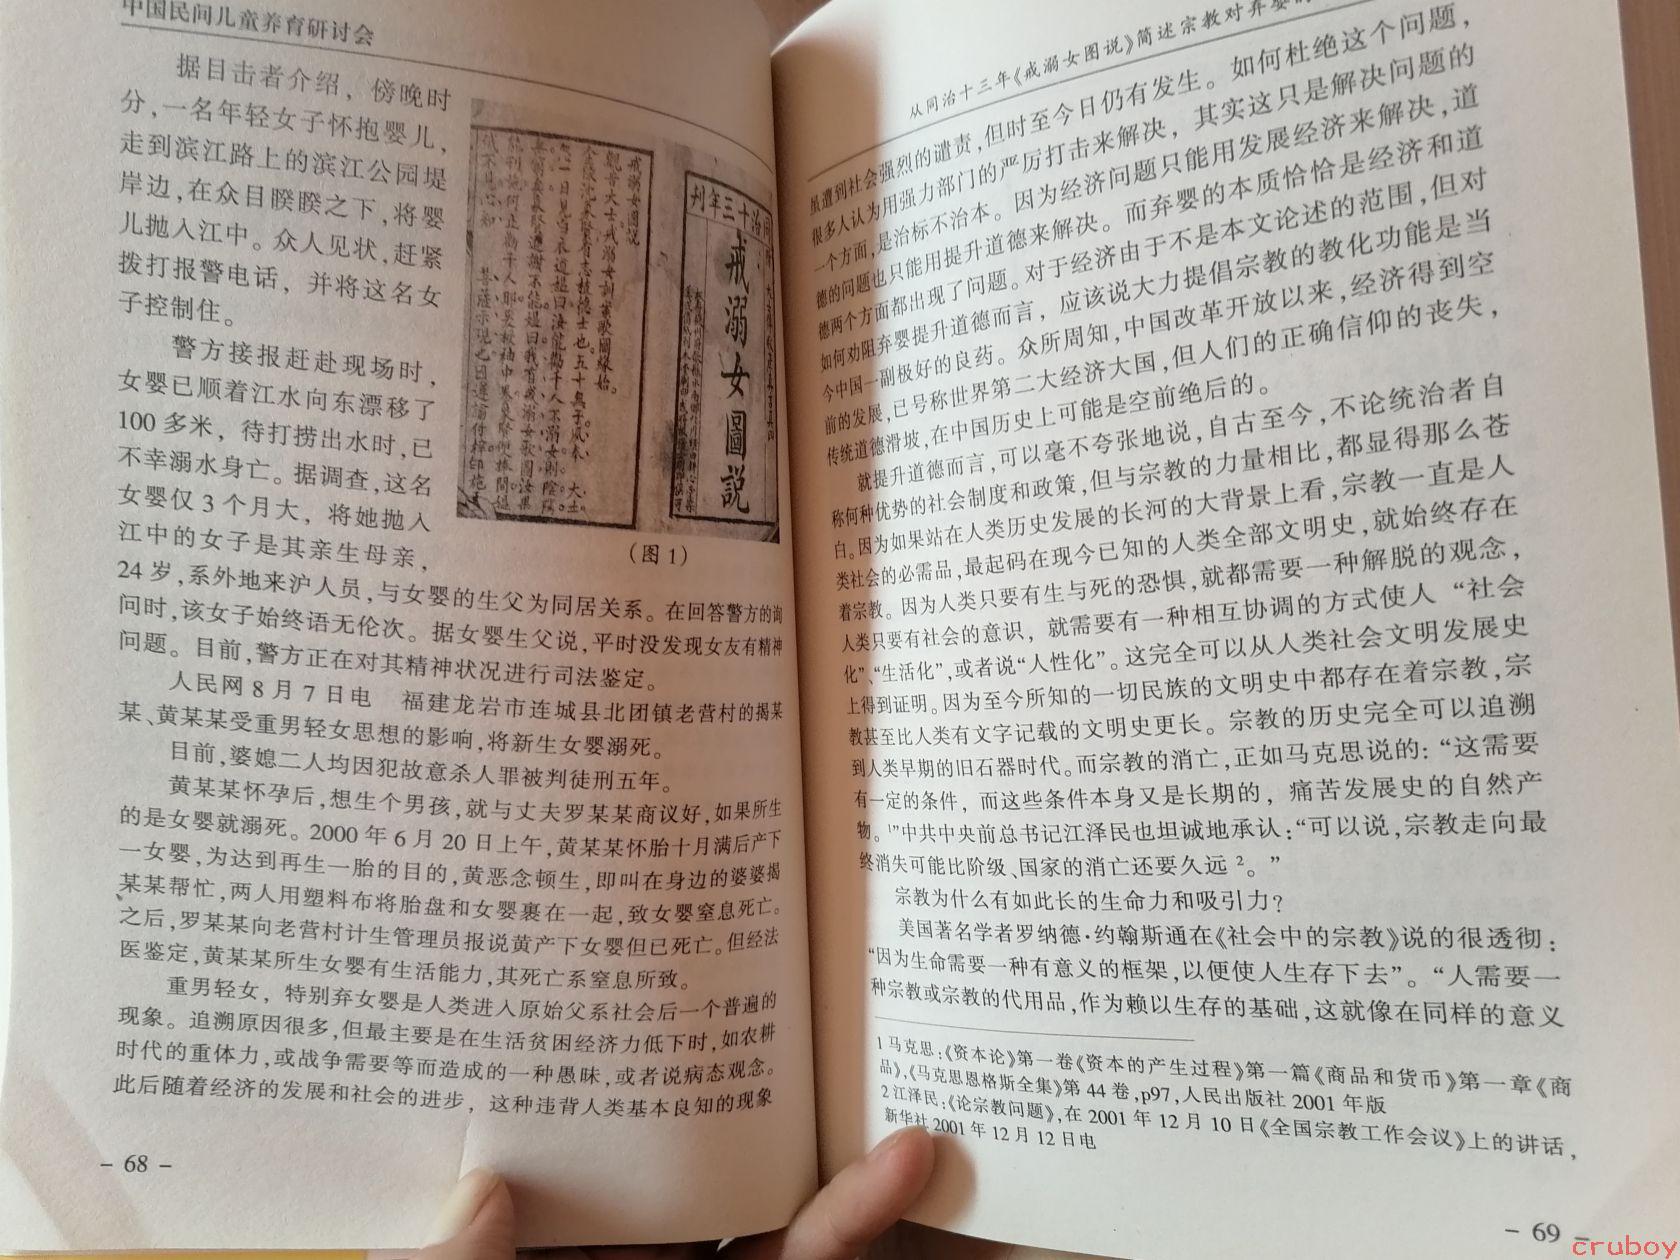 中国民间儿童养育研讨会
据目击者介绍，傍晚时
分，一名年轻女子怀抱婴儿，
走到滨江路上的滨江公园堤
岸边，在众目睽睽之下，将婴
儿抛入江中。众人见状，赶紧
拨打报警电话，并将这名女
子控制住。
警方接报赶赴现场时，
女婴已顺着江水向东漂移了
100多米，待打捞出水时，已
不幸溺水身亡。据调查，这名
女婴仅3个月大，将她抛入
江中的女子是其亲生母亲，
戒溺女图说
同治十三年刊
戒溺女圖說
（图1）
24岁，系外地来沪人员，与女婴的生父为同居关系。在回答警方的询
问时，该女子始终语无伦次。据女婴生父说，平时没发现女友有精神
问题。目前，警方正在对其精神状况进行司法鉴定。
人民网8月7日电　福建龙岩市连城县北团镇老营村的揭某
某、黄某某受重男轻女思想的影响，将新生女婴溺死。
目前，婆媳二人均因犯故意杀人罪被判徒刑五年。
黄某某怀孕后，想生个男孩，就与丈夫罗某某商议好，如果所生
的是女婴就溺死。2000年6月20日上午，黄某某怀胎十月满后产下
一女婴，为达到再生一胎的目的，黄恶念顿生，即叫在身边的婆婆揭
某某帮忙，两人用塑料布将胎盘和女婴裹在一起，致女婴窒息死亡。
之后，罗某某向老营村计生管理员报说黄产下女婴但已死亡。但经法
医鉴定，黄某某所生女婴有生活能力，其死亡系窒息所致。
重男轻女，特别弃女婴是人类进入原始父系社会后一个普遍的
现象。追溯原因很多，但最主要是在生活贫困经济力低下时，如农耕
时代的重体力，或战争需要等而造成的一种愚昧，或者说病态观念。
此后随着经济的发展和社会的进步，这种违背人类基本良知的现象
– 68 –
从同治十三年《戒溺女图说》简述宗教对弃婴的
虽遭到社会强烈的谴责，但时至今日仍有发生。如何杜绝这个问题，
很多人认为用强力部门的严厉打击来解决，其实这只是解决问题的
一个方面，是治标不治本。因为经济问题只能用发展经济来解决，道
德的问题也只能用提升道德来解决。而弃婴的本质恰恰是经济和道
德两个方面都出现了问题。对于经济由于不是本文论述的范围，但对
如何劝阻弃婴提升道德而言，应该说大力提倡宗教的教化功能是当
今中国一副极好的良药。众所周知，中国改革开放以来，经济得到空
前的发展，已号称世界第二大经济大国，但人们的正确信仰的丧失，
传统道德滑坡，在中国历史上可能是空前绝后的。
就提升道德而言，可以毫不夸张地说，自古至今，不论统治者自
称何种优势的社会制度和政策，但与宗教的力量相比，都显得那么苍
白。因为如果站在人类历史发展的长河的大背景上看，宗教一直是人
类社会的必需品，最起码在现今已知的人类全部文明史，就始终存在
着宗教。因为人类只要有生与死的恐惧，就都需要一种解脱的观念，
人类只要有社会的意识，就需要有一种相互协调的方式使人“社会
化”、“生活化”，或者说“人性化”。这完全可以从人类社会文明发展史
上得到证明。因为至今所知的一切民族的文明史中都存在着宗教，宗
教甚至比人类有文字记载的文明史更长。宗教的历史完全可以追溯
到人类早期的旧石器时代。而宗教的消亡，正如马克思说的：“这需要
有一定的条件，而这些条件本身又是长期的，痛苦发展史的自然产
物。¹”中共中央前总书记江泽民也坦诚地承认：“可以说，宗教走向最
终消失可能比阶级、国家的消亡还要久远²。”
宗教为什么有如此长的生命力和吸引力？
美国著名学者罗纳德·约翰斯通在《社会中的宗教》说的很透彻：
“因为生命需要一种有意义的框架，以便使人生存下去”。“人需要一
种宗教或宗教的代用品，作为赖以生存的基础，这就像在同样的意义
1 马克思：《资本论》第一卷《资本的产生过程》第一篇《商品和货币》第一章《商
品》，《马克思恩格斯全集》第44卷，p97，人民出版社2001年版
2 江泽民：《论宗教问题》，在2001年12月10日《全国宗教工作会议》上的讲话，
新华社2001年12月12日电
– 69 –
cruboy